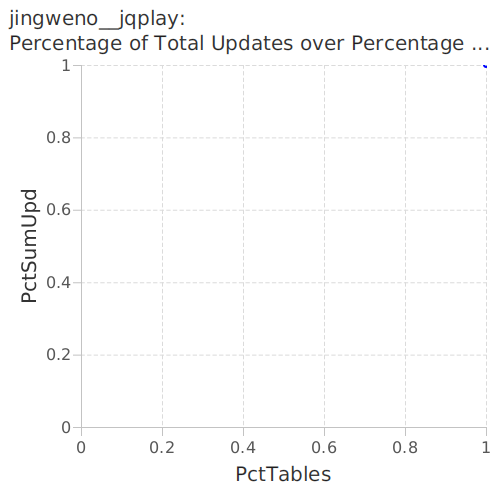 jingweno__jqplay:
Percentage of Total Updates over Percentage ...
1
0.8
0.6
0.4
0.2
0
PctSumUpd
0 0.2 0.4 0.6 0.8 1
PctTables